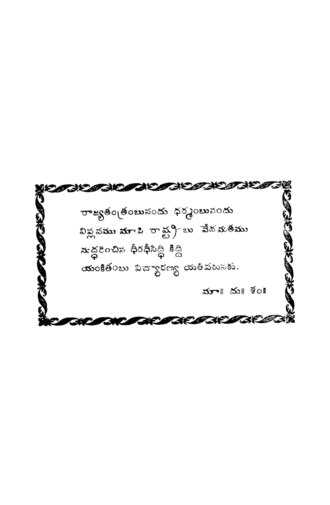 రాజ్యతంత్రంబునందు ధర్మంబునందు
విప్లవము మాపి రాష్ట్రంబు వేదమతము
నుద్ధరించిన ధీరధీసిద్ధి కిద్ది
యంకితంబు విద్యారణ్య యతివరునకు.
మా॥ దు॥ శం॥